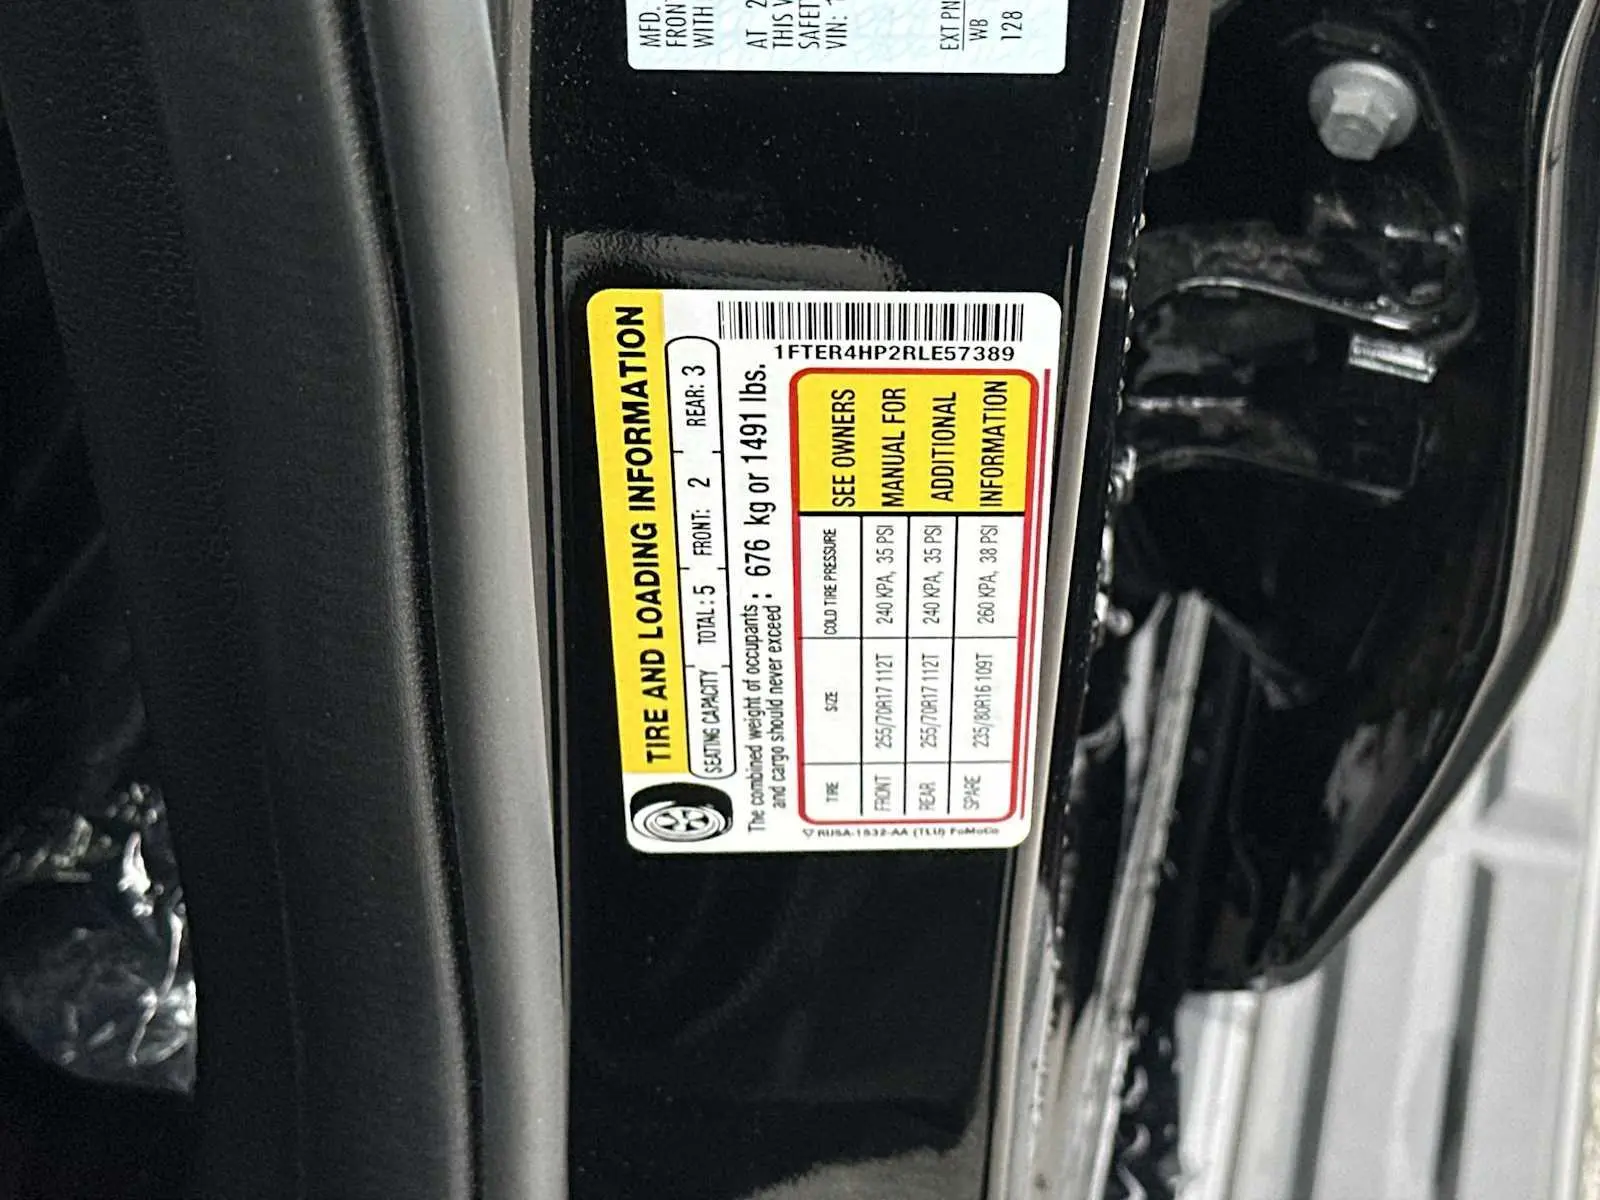 MFD.
FRON
WITH
AT 2
THIS V
SAFET
VIN:
EXT PN
WB
128
TIRE AND LOADING INFORMATION
SEATING CAPACITY TOTAL: 5 FRONT: 2 REAR: 3
The combined weight of occupants and cargo should never exceed : 676 kg or 1491 lbs.
1FTER4HP2RLE57389
TIRE SIZE COLD TIRE PRESSURE
FRONT 255/70R17 112T 240 KPA, 35 PSI
REAR 255/70R17 112T 240 KPA, 35 PSI
SPARE 235/80R16 109T 260 KPA, 38 PSI
SEE OWNERS
MANUAL FOR
ADDITIONAL
INFORMATION
RU5A-1532-AA (TLU) FoMoCo